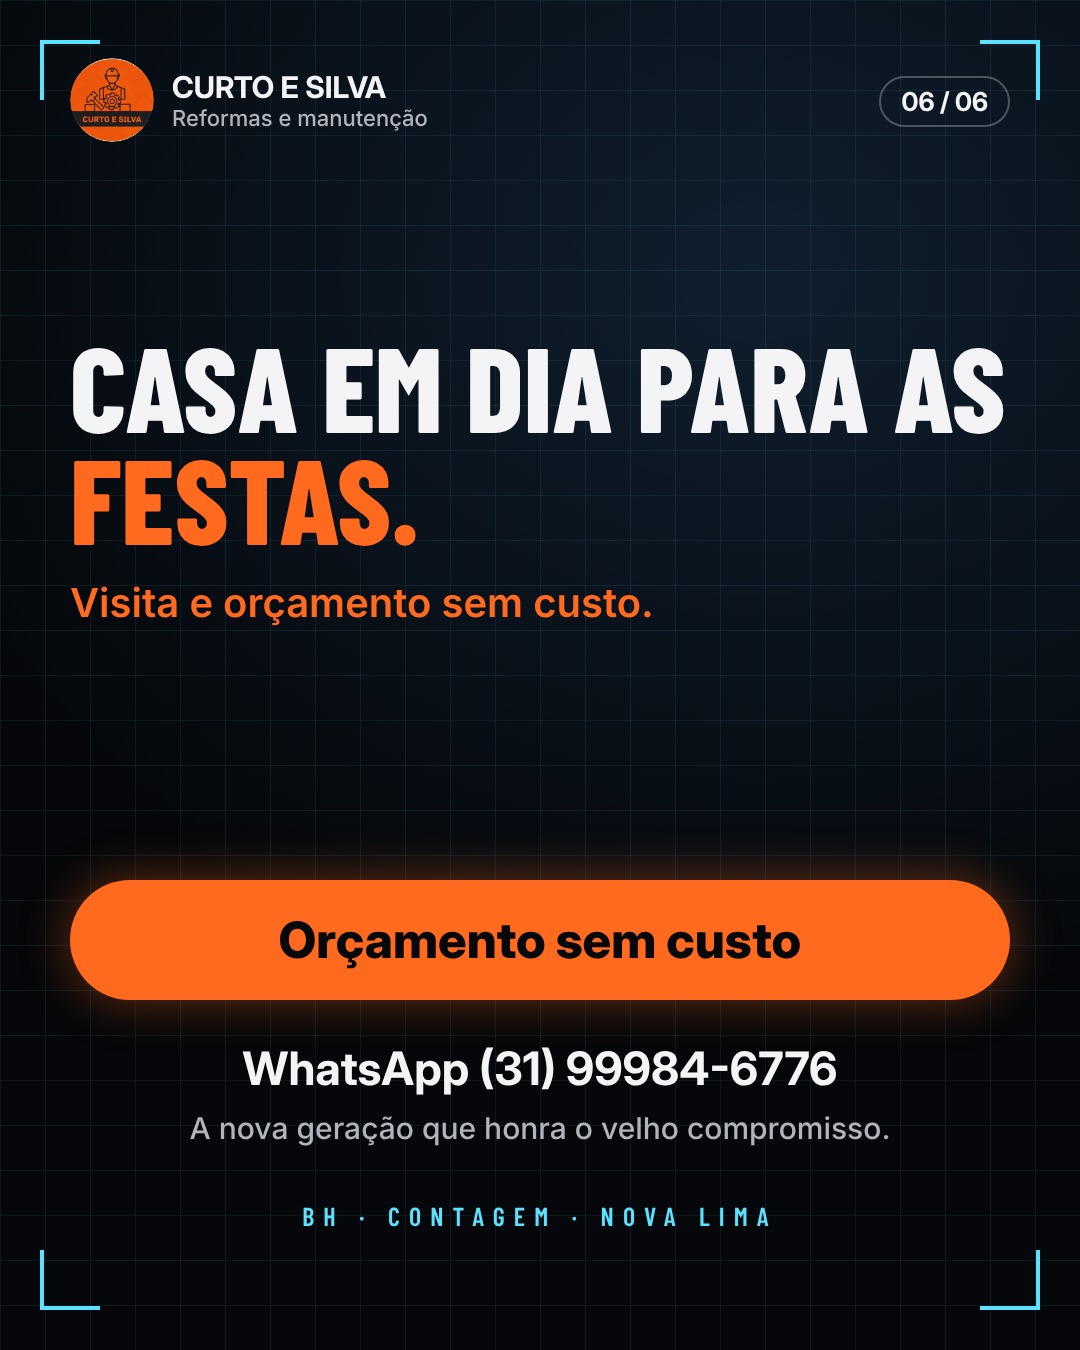 CURTO E SILVA
CURTO E SILVA
Reformas e manutenção
06 / 06
CASA EM DIA PARA AS
FESTAS.
Visita e orçamento sem custo.
Orçamento sem custo
WhatsApp (31) 99984-6776
A nova geração que honra o velho compromisso.
BH · CONTAGEM · NOVA LIMA